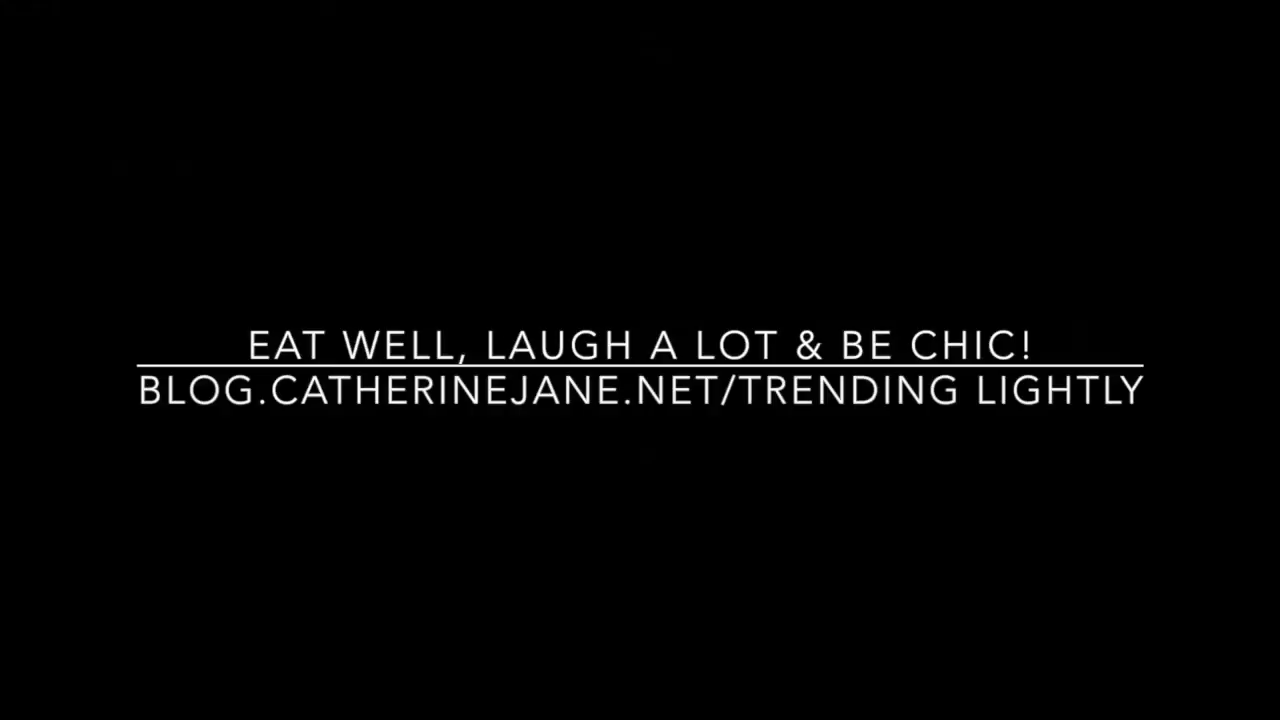 EAT WELL, LAUGH A LOT & BE CHIC!
BLOG.CATHERINEJANE.NET/TRENDING LIGHTLY